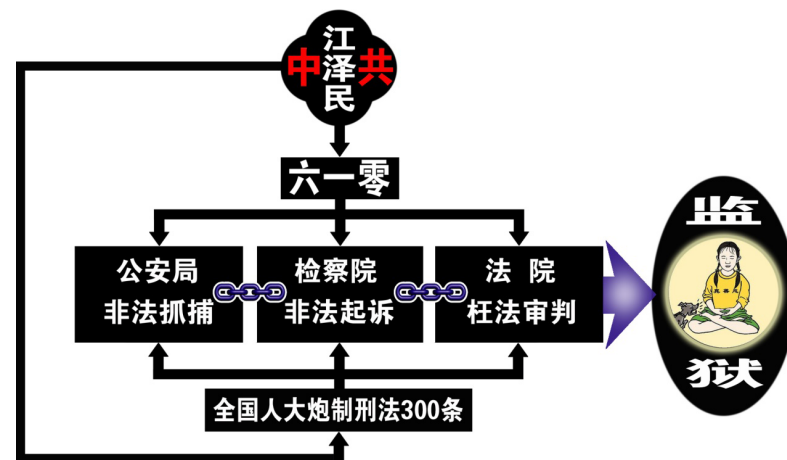 江泽民
中共
六一零
公安局
非法抓捕
检察院
非法起诉
法 院
枉法审判
全国人大炮制刑法300条
监
狱